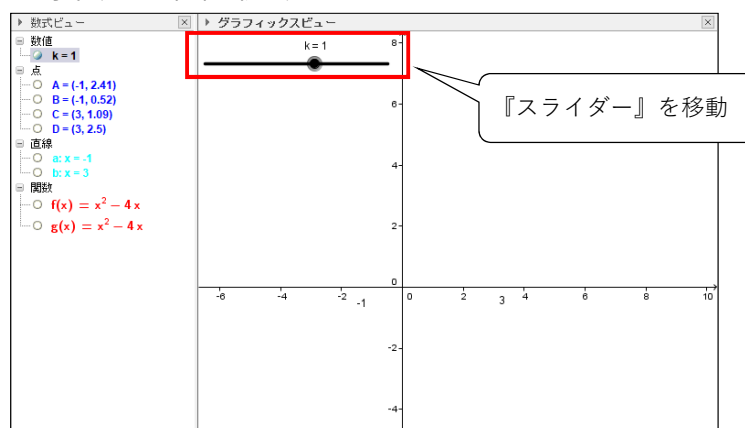 数式ビュー
数値
k = 1
点
A = (-1, 2.41)
B = (-1, 0.52)
C = (3, 1.09)
D = (3, 2.5)
直線
a: x = -1
b: x = 3
関数
f(x) = x² − 4 x
g(x) = x² − 4 x
グラフィックスビュー
k = 1
『スライダー』を移動
8
6
4
2
0
-6 -4 -2 -1 0 2 3 4 6 8 10
-2
-4